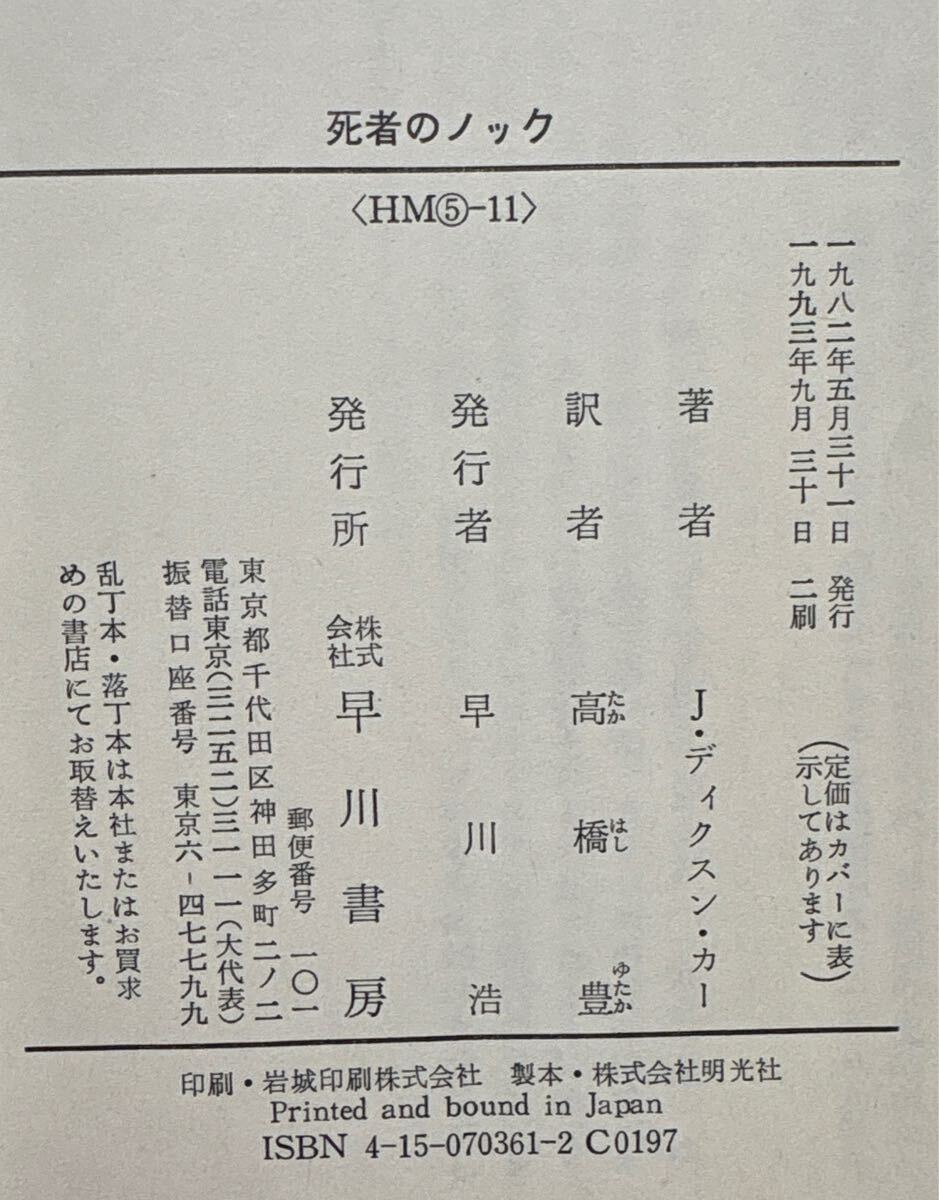 死者のノック
〈HM⑤-11〉
一九八二年五月三十一日 発行
一九九三年九月三十日 二刷
(定価はカバーに表
示してあります)
著者 J・ディクスン・カー
訳者 高橋豊
たか はし ゆたか
発行者 早川浩
発行所 株式会社 早川書房
郵便番号 一〇一
東京都千代田区神田多町二ノ二
電話東京(三二五二)三一一一(大代表)
振替口座番号 東京六-四七七九九
乱丁本・落丁本は本社またはお買求
めの書店にてお取替えいたします。
印刷・岩城印刷株式会社 製本・株式会社明光社
Printed and bound in Japan
ISBN 4-15-070361-2 C0197